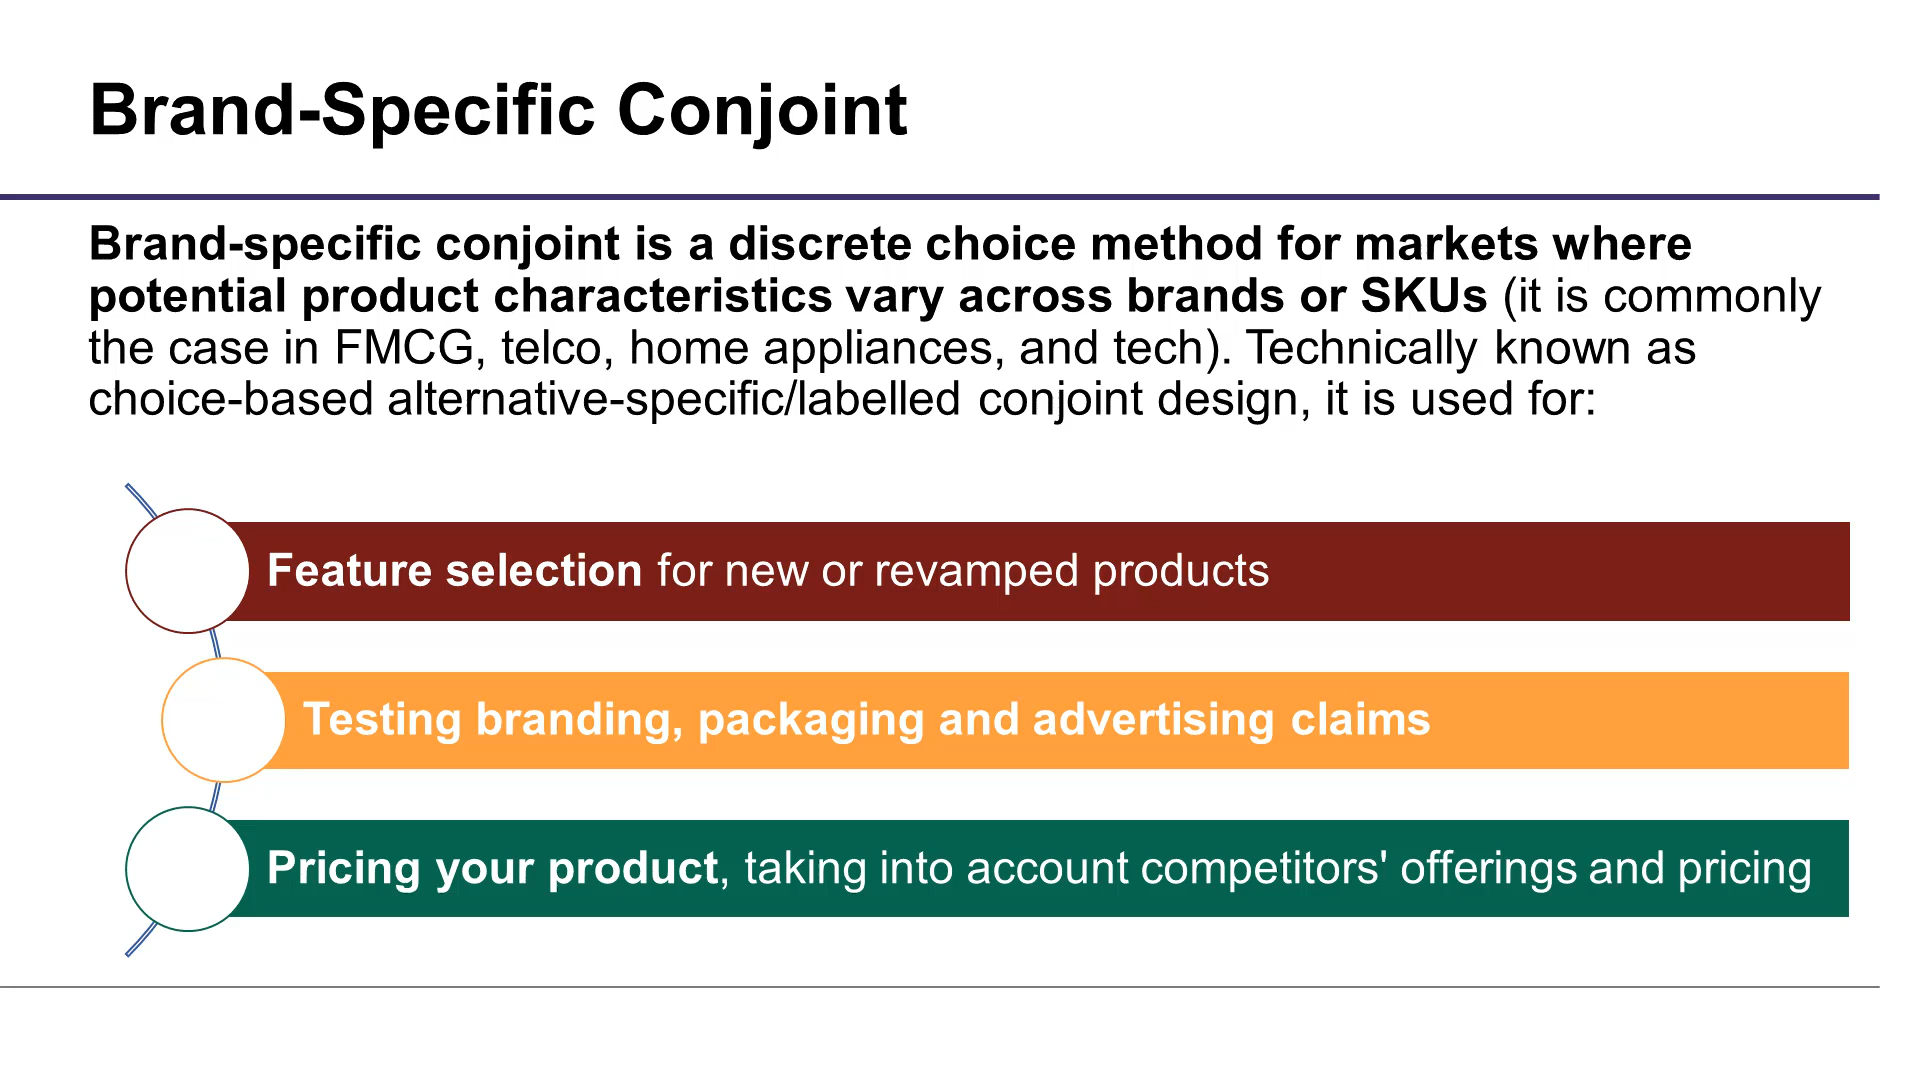 Brand-Specific Conjoint
Brand-specific conjoint is a discrete choice method for markets where
potential product characteristics vary across brands or SKUs (it is commonly
the case in FMCG, telco, home appliances, and tech). Technically known as
choice-based alternative-specific/labelled conjoint design, it is used for:
Feature selection for new or revamped products
Testing branding, packaging and advertising claims
Pricing your product, taking into account competitors' offerings and pricing